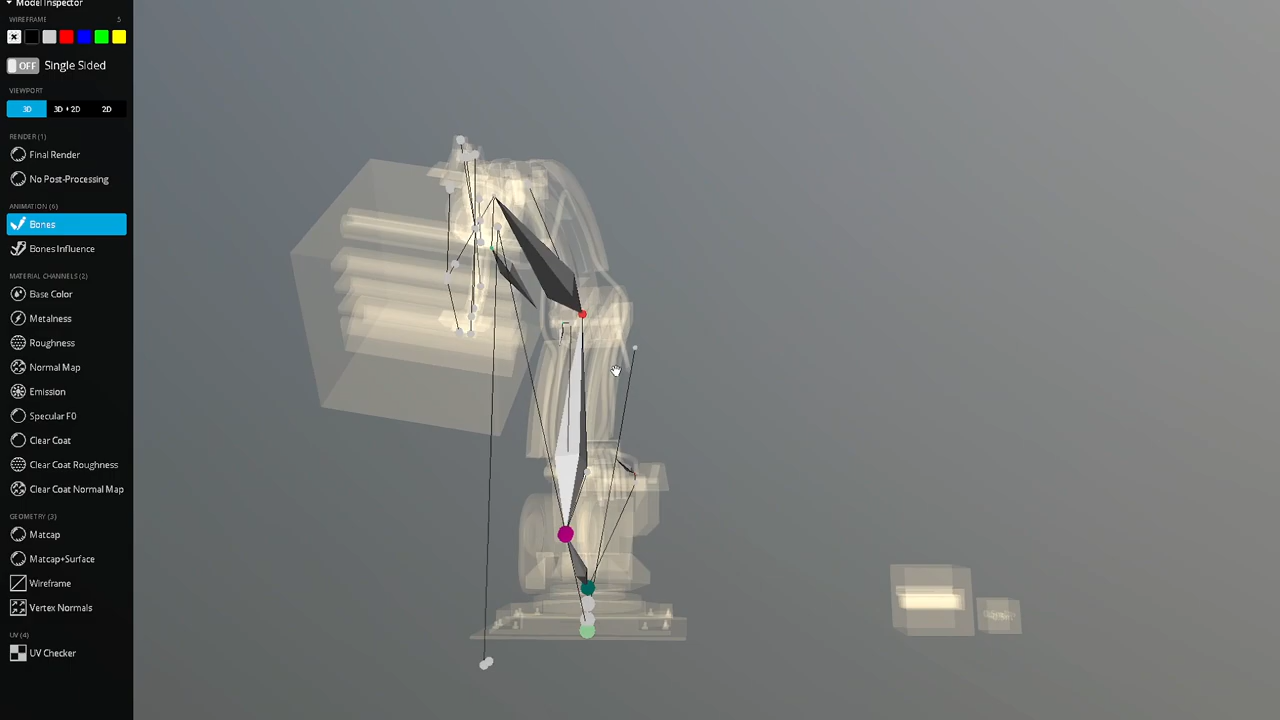 Model Inspector
WIREFRAME 5
OFF Single Sided
VIEWPORT
3D 3D + 2D 2D
RENDER (1)
Final Render
No Post-Processing
ANIMATION (6)
Bones
Bones Influence
MATERIAL CHANNELS (2)
Base Color
Metalness
Roughness
Normal Map
Emission
Specular F0
Clear Coat
Clear Coat Roughness
Clear Coat Normal Map
GEOMETRY (3)
Matcap
Matcap+Surface
Wireframe
Vertex Normals
UV (4)
UV Checker